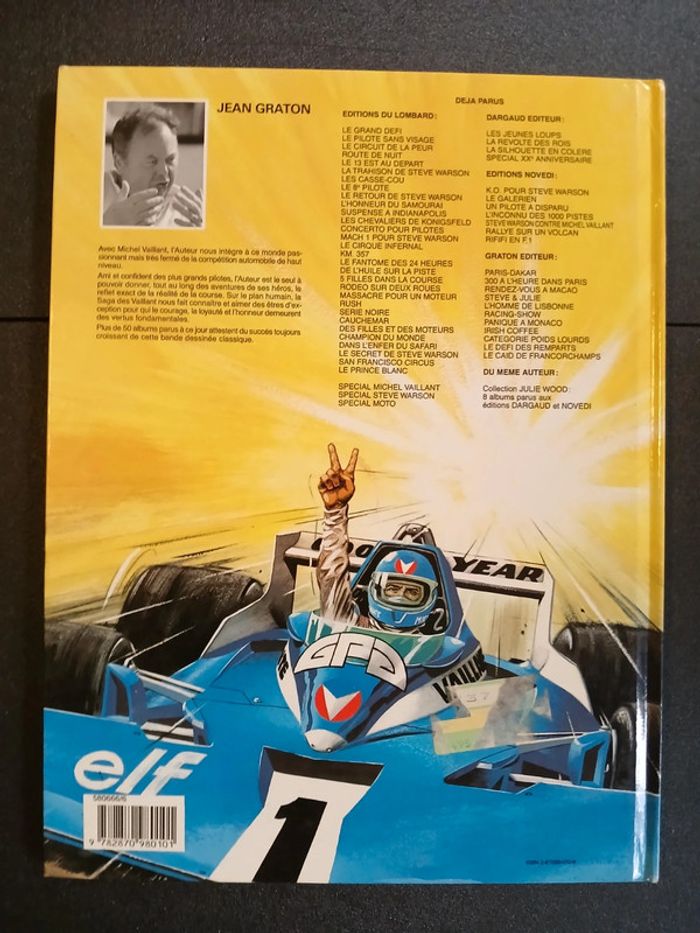 JEAN GRATON
Avec Michel Vaillant, l'Auteur nous intègre à ce monde pas-
sionnant mais très fermé de la compétition automobile de haut
niveau.
Ami et confident des plus grands pilotes, l'Auteur est le seul à
pouvoir donner, tout au long des aventures de ses héros, le
reflet exact de la réalité de la course. Sur le plan humain, la
Saga des Vaillant nous fait connaître et aimer des êtres d'ex-
ception pour qui le courage, la loyauté et l'honneur demeurent
des vertus fondamentales.
Plus de 50 albums parus à ce jour attestent du succès toujours
croissant de cette bande dessinée classique.
DEJA PARUS
EDITIONS DU LOMBARD:
LE GRAND DEFI
LE PILOTE SANS VISAGE
LE CIRCUIT DE LA PEUR
ROUTE DE NUIT
LE 13 EST AU DEPART
LA TRAHISON DE STEVE WARSON
LES CASSE-COU
LE 8e PILOTE
LE RETOUR DE STEVE WARSON
L'HONNEUR DU SAMOURAI
SUSPENSE A INDIANAPOLIS
LES CHEVALIERS DE KONIGSFELD
CONCERTO POUR PILOTES
MACH 1 POUR STEVE WARSON
LE CIRQUE INFERNAL
KM. 357
LE FANTOME DES 24 HEURES
DE L'HUILE SUR LA PISTE
5 FILLES DANS LA COURSE
RODEO SUR DEUX ROUES
MASSACRE POUR UN MOTEUR
RUSH
SERIE NOIRE
CAUCHEMAR
DES FILLES ET DES MOTEURS
CHAMPION DU MONDE
DANS L'ENFER DU SAFARI
LE SECRET DE STEVE WARSON
SAN FRANCISCO CIRCUS
LE PRINCE BLANC
SPECIAL MICHEL VAILLANT
SPECIAL STEVE WARSON
SPECIAL MOTO
DARGAUD EDITEUR:
LES JEUNES LOUPS
LA REVOLTE DES ROIS
LA SILHOUETTE EN COLERE
SPECIAL XXe ANNIVERSAIRE
EDITIONS NOVEDI:
K.O. POUR STEVE WARSON
LE GALERIEN
UN PILOTE A DISPARU
L'INCONNU DES 1000 PISTES
STEVE WARSON CONTRE MICHEL VAILLANT
RALLYE SUR UN VOLCAN
RIFIFI EN F.1
GRATON EDITEUR:
PARIS-DAKAR
300 A L'HEURE DANS PARIS
RENDEZ-VOUS A MACAO
STEVE & JULIE
L'HOMME DE LISBONNE
RACING-SHOW
PANIQUE A MONACO
IRISH COFFEE
CATEGORIE POIDS LOURDS
LE DEFI DES REMPARTS
LE CAID DE FRANCORCHAMPS
DU MEME AUTEUR:
Collection JULIE WOOD:
8 albums parus aux
éditions DARGAUD et NOVEDI
YEAR
GPA
elf
1
580666/6
9 782870 980101